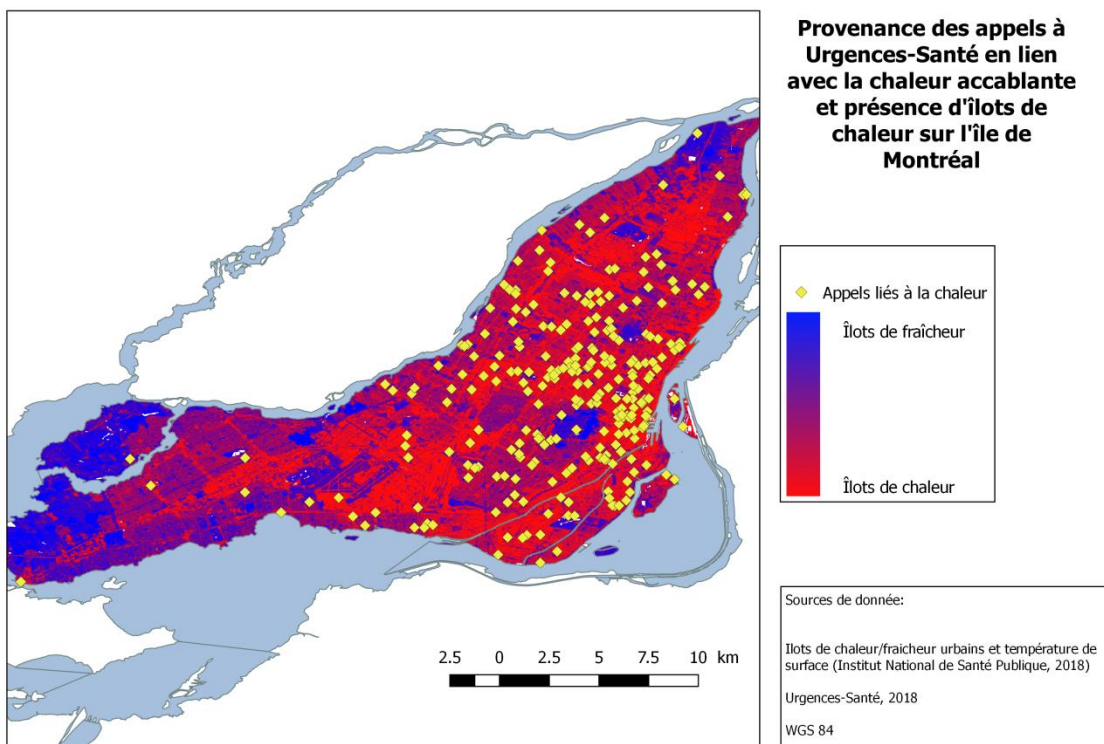 Provenance des appels à
Urgences-Santé en lien
avec la chaleur accablante
et présence d'îlots de
chaleur sur l'île de
Montréal
Appels liés à la chaleur
Îlots de fraîcheur
Îlots de chaleur
2.5 0 2.5 5 7.5 10 km
Sources de donnée:
Ilots de chaleur/fraicheur urbains et température de
surface (Institut National de Santé Publique, 2018)
Urgences-Santé, 2018
WGS 84